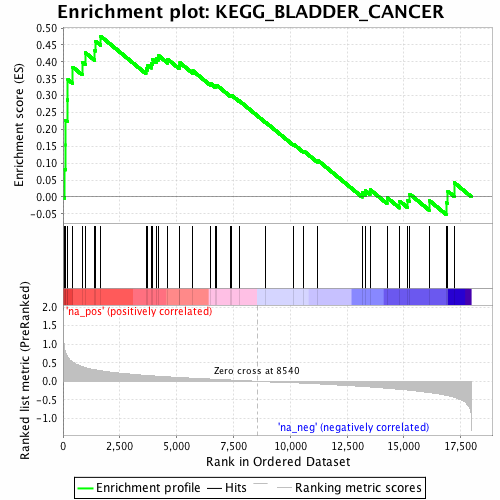 Enrichment plot: KEGG_BLADDER_CANCER
Enrichment score (ES)
0.50
0.45
0.40
0.35
0.30
0.25
0.20
0.15
0.10
0.05
0.00
-0.05
'na_pos' (positively correlated)
Ranked list metric (PreRanked)
2.0
1.5
1.0
0.5
0.0
-0.5
-1.0
Zero cross at 8540
'na_neg' (negatively correlated)
0 2,500 5,000 7,500 10,000 12,500 15,000 17,500
Rank in Ordered Dataset
Enrichment profile Hits Ranking metric scores